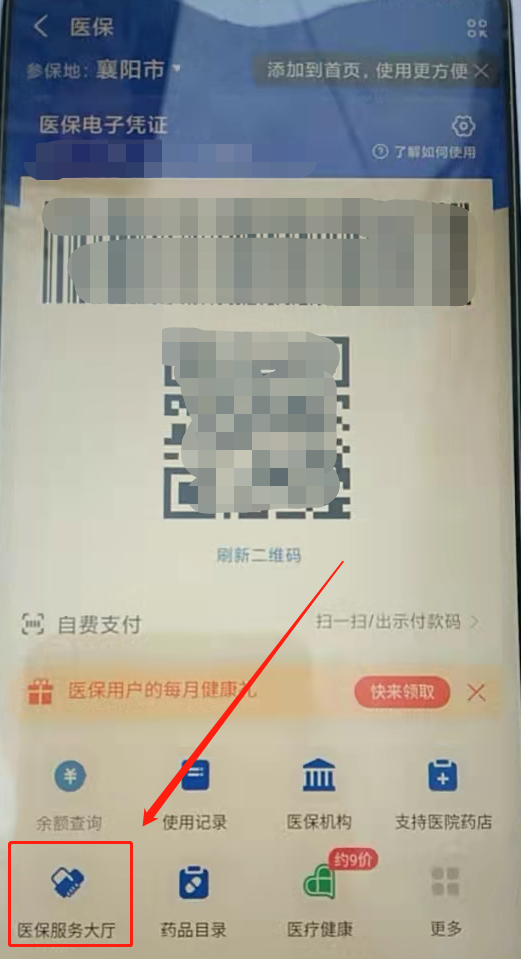 医保
参保地：襄阳市
添加到首页，使用更方便
医保电子凭证
了解如何使用
刷新二维码
自费支付
扫一扫/出示付款码
医保用户的每月健康礼
快来领取
余额查询
使用记录
医保机构
支持医院药店
约9价
医保服务大厅
药品目录
医疗健康
更多